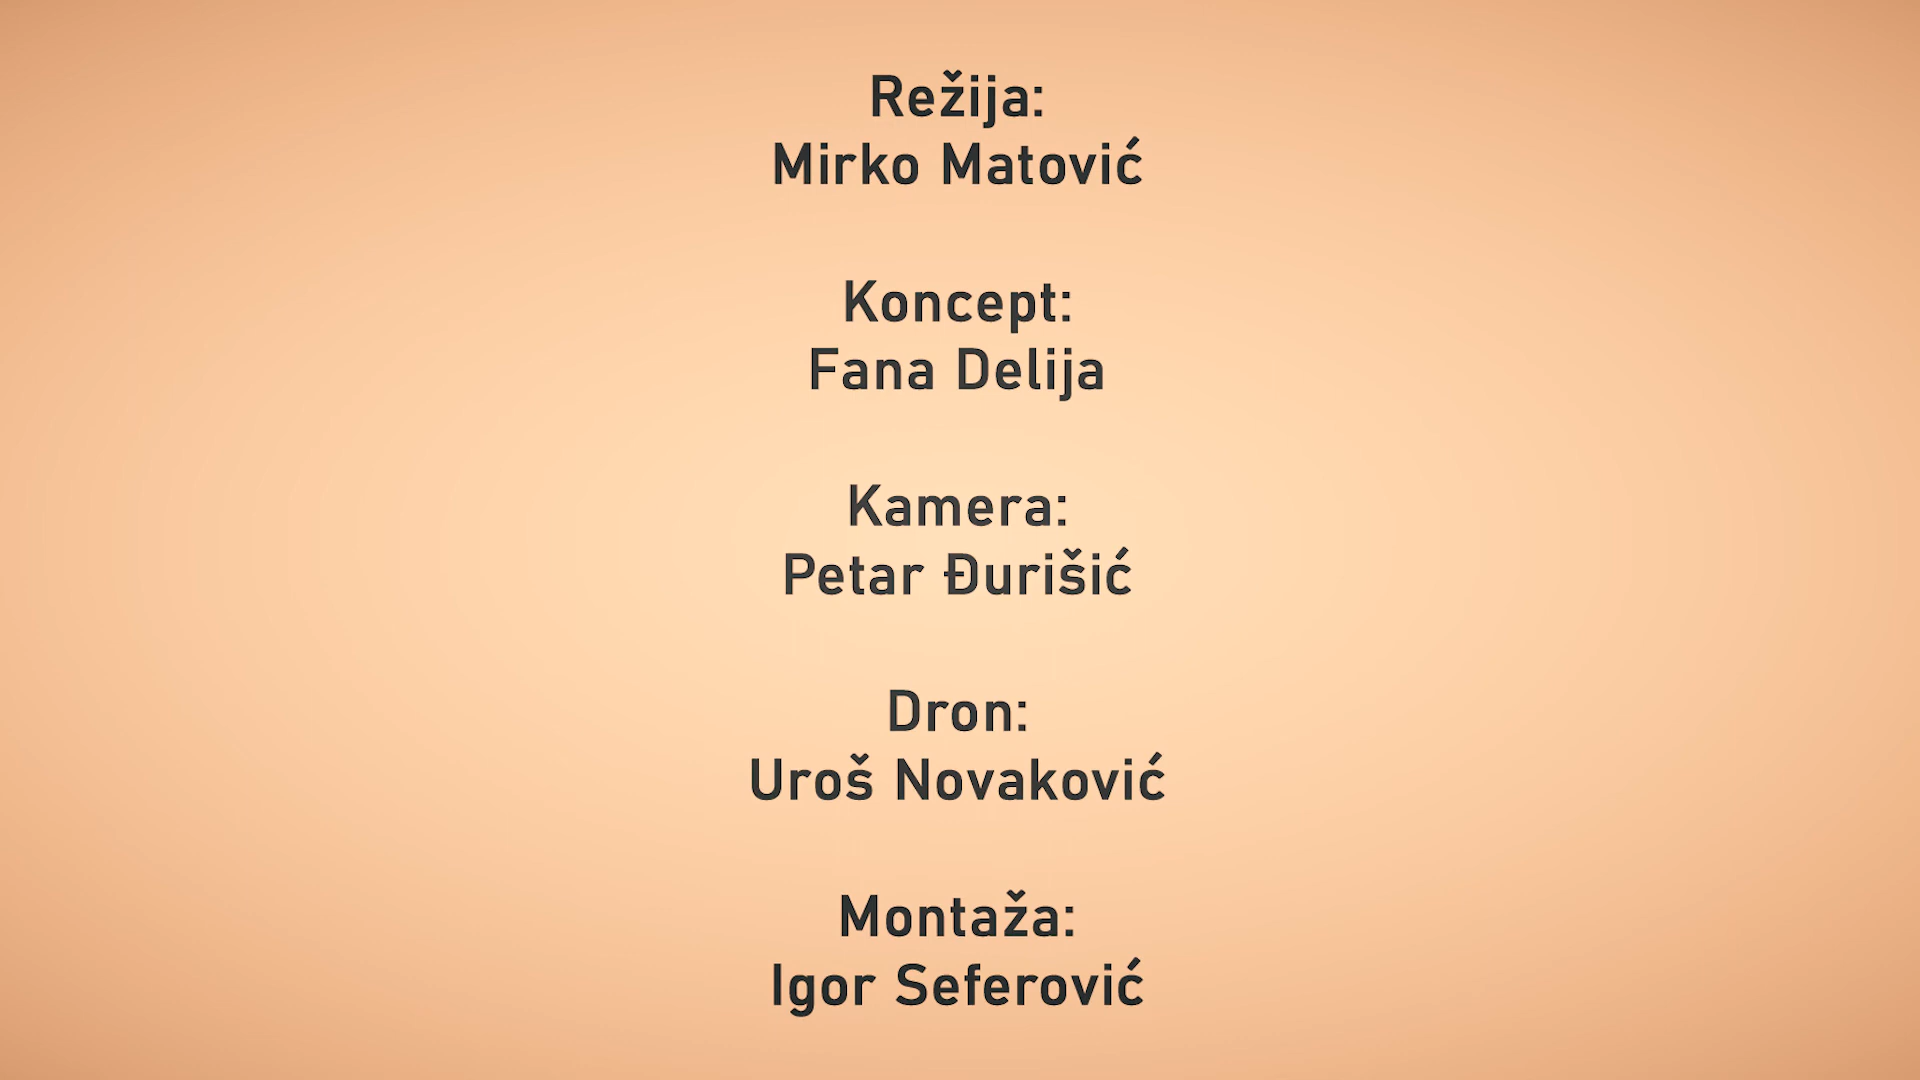 Režija:
Mirko Matović
Koncept:
Fana Delija
Kamera:
Petar Đurišić
Dron:
Uroš Novaković
Montaža:
Igor Seferović